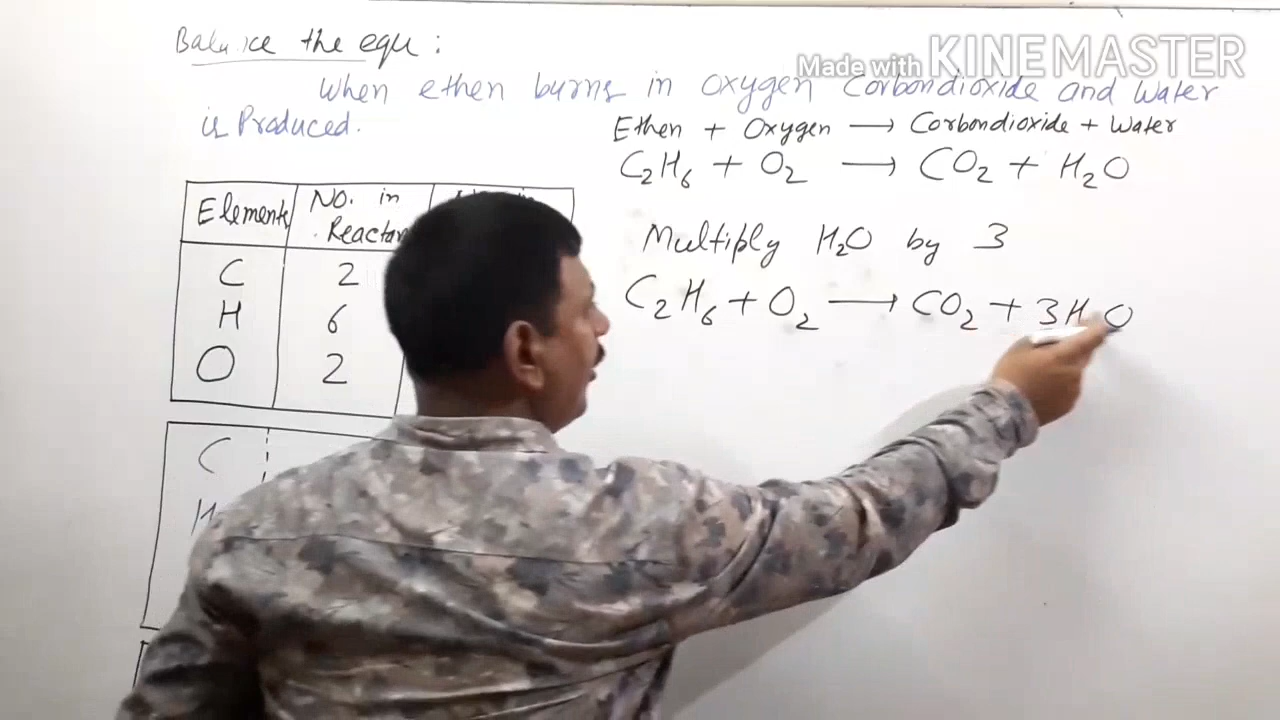 Balance the equ :
Made with KINEMASTER
When ethen burns in oxygen Corbondioxide and Water
is Produced.
Ethen + Oxygen → Corbondioxide + Water
C₂H₆ + O₂ → CO₂ + H₂O
Elements No. in Reactan
C 2
H 6
O 2
Multiply H₂O by 3
C₂H₆ + O₂ → CO₂ + 3H O
C
H